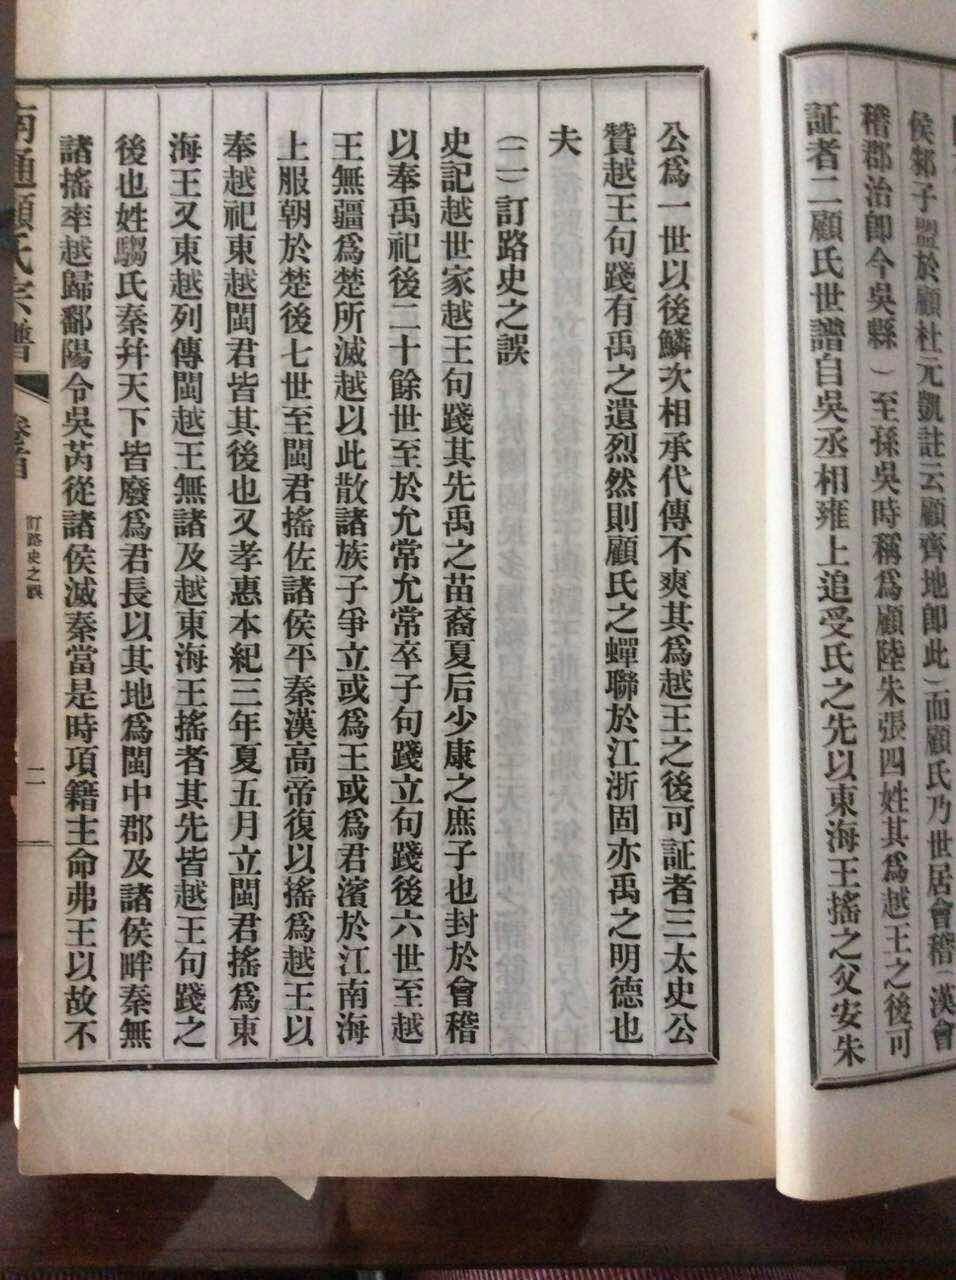 侯邾子盟於顧杜元凱註云顧齊地卽此）而顧氏乃世居會稽（漢會
稽郡治卽今吳縣）至孫吳時稱爲顧陸朱張四姓其爲越王之後可
証者二顧氏世譜自吳丞相雍上追受氏之先以東海王搖之父安朱
公爲一世以後鱗次相承代傳不爽其爲越王之後可証者三太史公
贊越王句踐有禹之遺烈然則顧氏之蟬聯於江浙固亦禹之明德也
夫
（二）訂路史之誤
史記越世家越王句踐其先禹之苗裔夏后少康之庶子也封於會稽
以奉禹祀後二十餘世至於允常允常卒子句踐立句踐後六世至越
王無疆爲楚所滅越以此散諸族子爭立或爲王或爲君濱於江南海
上服朝於楚後七世至閩君搖佐諸侯平秦漢高帝復以搖爲越王以
奉越祀東越閩君皆其後也又孝惠本紀三年夏五月立閩君搖爲東
海王又東越列傳閩越王無諸及越東海王搖者其先皆越王句踐之
後也姓騶氏秦幷天下皆廢爲君長以其地爲閩中郡及諸侯畔秦無
諸搖率越歸鄱陽令吳芮從諸侯滅秦當是時項籍主命弗王以故不
南通顧氏宗譜 卷首 訂路史之誤 二